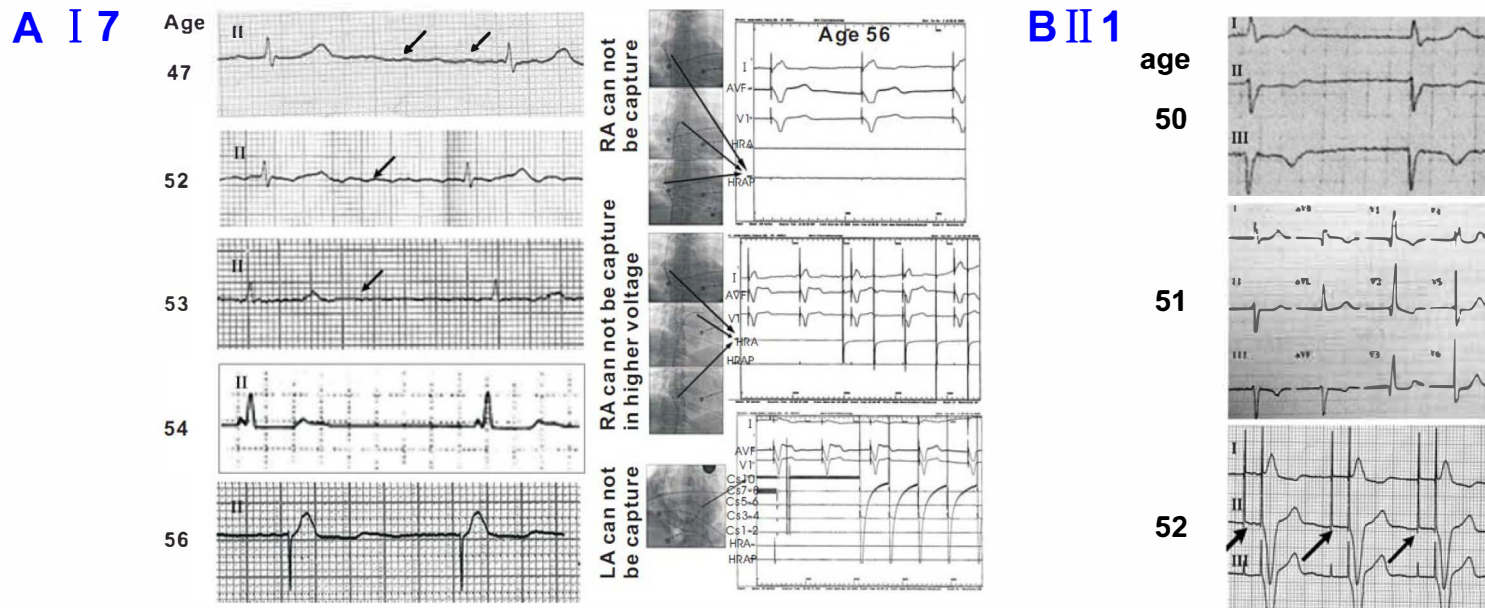 A I 7
Age
47
52
53
54
56
II
II
II
II
II
RA can not
be capture
RA can not be capture
in higher voltage
LA can not
be capture
Age 56
I
AVF
V1
HRA
HRAP
I
AVF
V1
HRA
HRAP
I
AVF
V1
Cs10
Cs7-8
Cs5-6
Cs3-4
Cs1-2
HRA
HRAP
B II 1
age
50
51
52
I
II
III
I
aVR
V1
V4
II
aVL
V2
V5
III
aVF
V3
V6
I
II
III